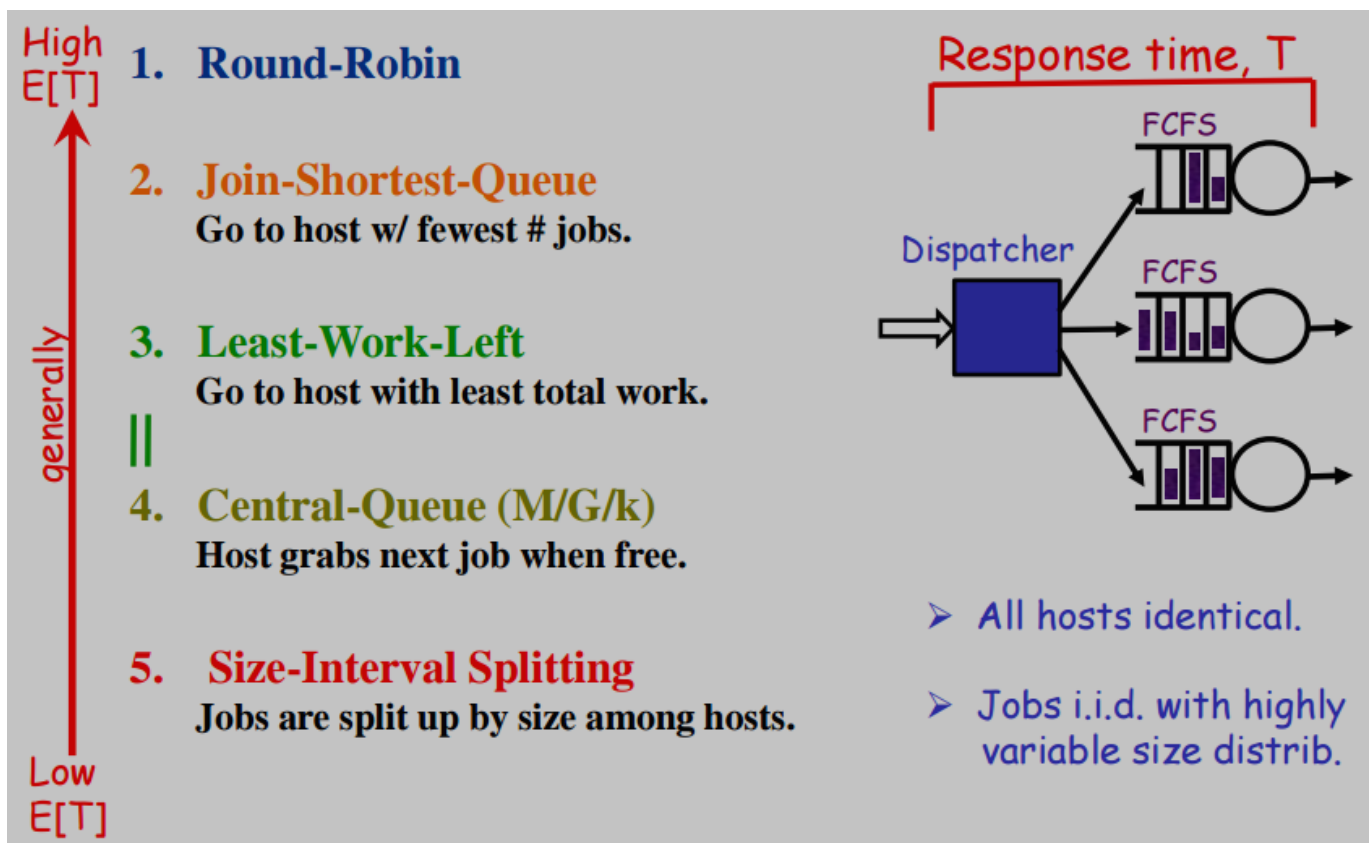 High
E[T]
1. Round-Robin
2. Join-Shortest-Queue
Go to host w/ fewest # jobs.
3. Least-Work-Left
Go to host with least total work.
||
4. Central-Queue (M/G/k)
Host grabs next job when free.
5. Size-Interval Splitting
Jobs are split up by size among hosts.
generally
Low
E[T]
Response time, T
FCFS
Dispatcher
FCFS
FCFS
➢ All hosts identical.
➢ Jobs i.i.d. with highly
variable size distrib.